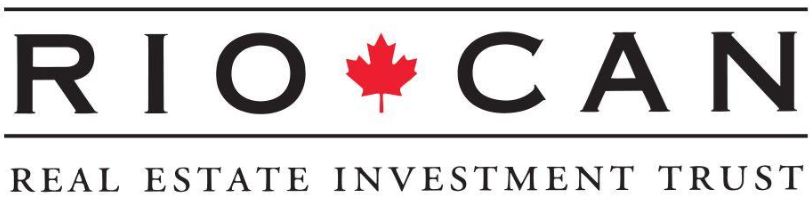 RIO CAN
REAL ESTATE INVESTMENT TRUST